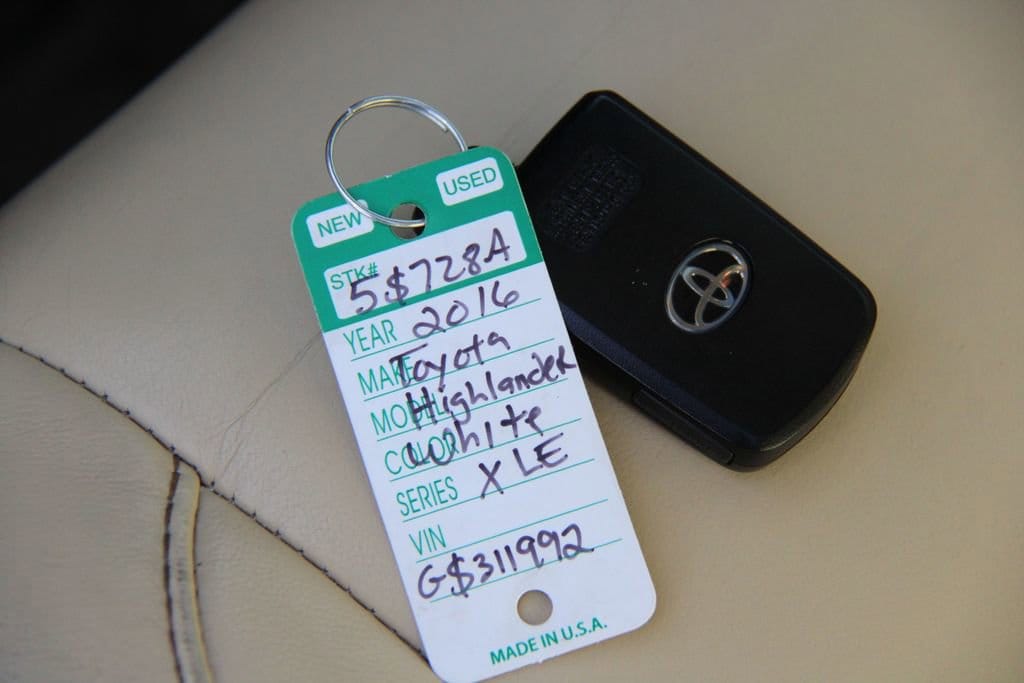 NEW USED
STK# 5$728A
YEAR 2016
MAKE Toyota
MODEL Highlander
COLOR White
SERIES XLE
VIN
G$311992
MADE IN U.S.A.